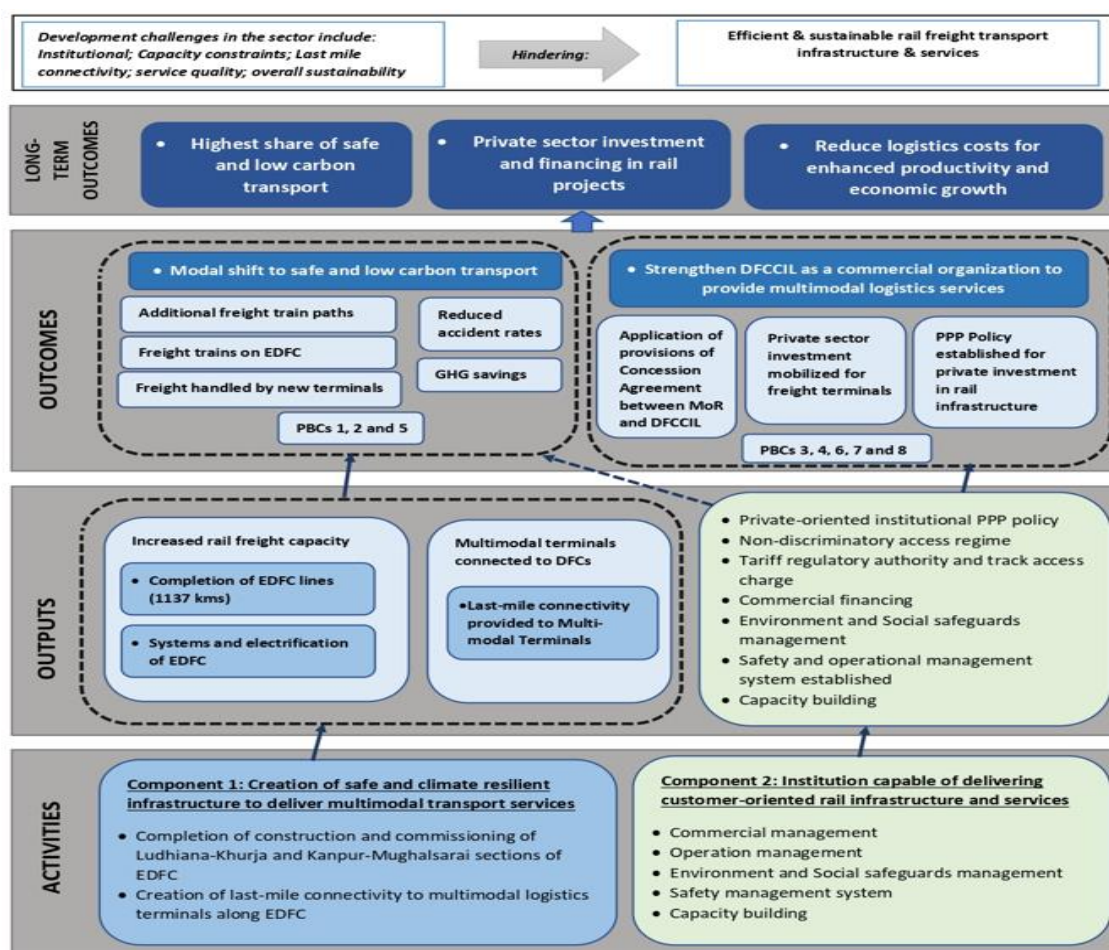 Development challenges in the sector include:
Institutional; Capacity constraints; Last mile
connectivity; service quality; overall sustainability
Hindering:
Efficient & sustainable rail freight transport
infrastructure & services
LONG-
TERM
OUTCOMES
• Highest share of safe
and low carbon
transport
• Private sector investment
and financing in rail
projects
• Reduce logistics costs for
enhanced productivity and
economic growth
OUTCOMES
• Modal shift to safe and low carbon transport
Additional freight train paths
Freight trains on EDFC
Freight handled by new terminals
Reduced
accident rates
GHG savings
PBCs 1, 2 and 5
• Strengthen DFCCIL as a commercial organization to
provide multimodal logistics services
Application of
provisions of
Concession
Agreement
between MoR
and DFCCIL
Private sector
investment
mobilized for
freight terminals
PPP Policy
established for
private investment
in rail
infrastructure
PBCs 3, 4, 6, 7 and 8
OUTPUTS
Increased rail freight capacity
• Completion of EDFC lines
(1137 kms)
• Systems and electrification
of EDFC
Multimodal terminals
connected to DFCs
•Last-mile connectivity
provided to Multi-
modal Terminals
• Private-oriented institutional PPP policy
• Non-discriminatory access regime
• Tariff regulatory authority and track access
charge
• Commercial financing
• Environment and Social safeguards
management
• Safety and operational management
system established
• Capacity building
ACTIVITIES
Component 1: Creation of safe and climate resilient
infrastructure to deliver multimodal transport services
• Completion of construction and commissioning of
Ludhiana-Khurja and Kanpur-Mughalsarai sections of
EDFC
• Creation of last-mile connectivity to multimodal logistics
terminals along EDFC
Component 2: Institution capable of delivering
customer-oriented rail infrastructure and services
• Commercial management
• Operation management
• Environment and Social safeguards management
• Safety management system
• Capacity building